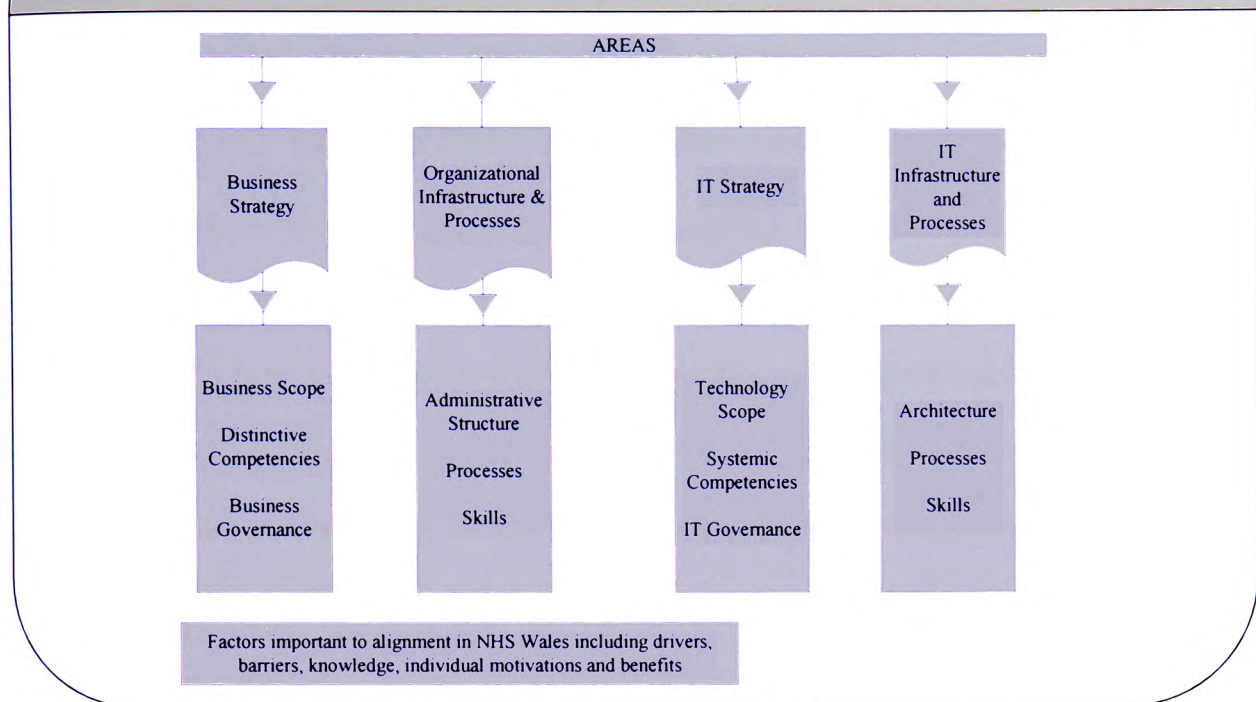 AREAS
Business
Strategy
Organizational
Infrastructure &
Processes
IT Strategy
IT
Infrastructure
and
Processes
Business Scope
Distinctive
Competencies
Business
Governance
Administrative
Structure
Processes
Skills
Technology
Scope
Systemic
Competencies
IT Governance
Architecture
Processes
Skills
Factors important to alignment in NHS Wales including drivers,
barriers, knowledge, individual motivations and benefits